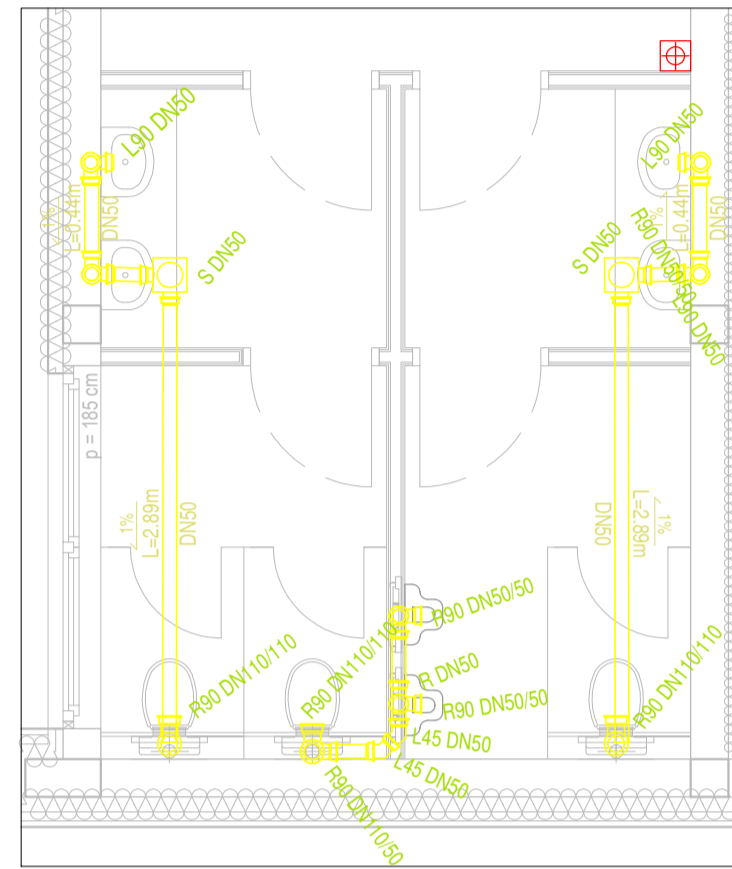 L90 DN50
L90 DN50
1%
L=0.44m
DN50
1%
L=0.44m
DN50
S DN50
S DN50
R90 DN50/50
L90 DN50
p = 185 cm
1%
L=2.89m
DN50
DN50
L=2.89m
1%
R90 DN50/50
R DN50
R90 DN50/50
L45 DN50
L45 DN50
R90 DN110/110
R90 DN110/110
R90 DN110/110
R90 DN110/50